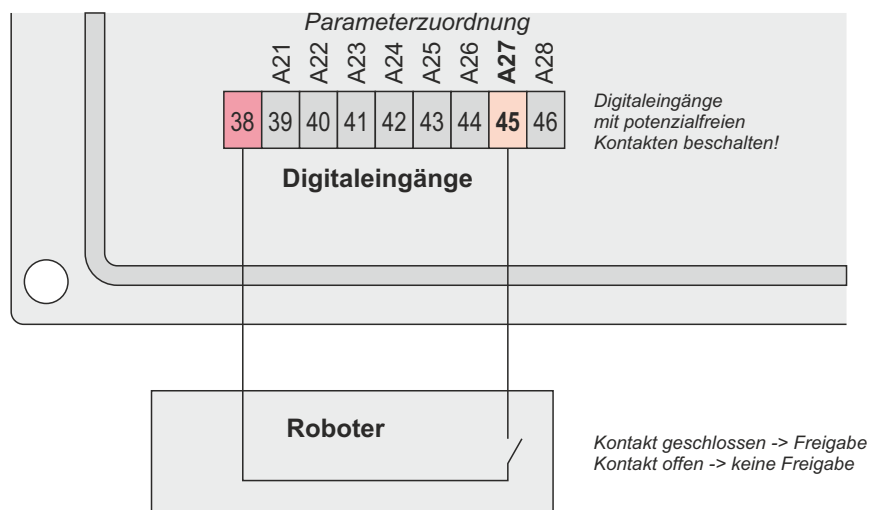 Parameterzuordnung
A21 A22 A23 A24 A25 A26 A27 A28
38 39 40 41 42 43 44 45 46
Digitaleingänge
mit potenzialfreien
Kontakten beschalten!
Digitaleingänge
Roboter
Kontakt geschlossen -> Freigabe
Kontakt offen -> keine Freigabe